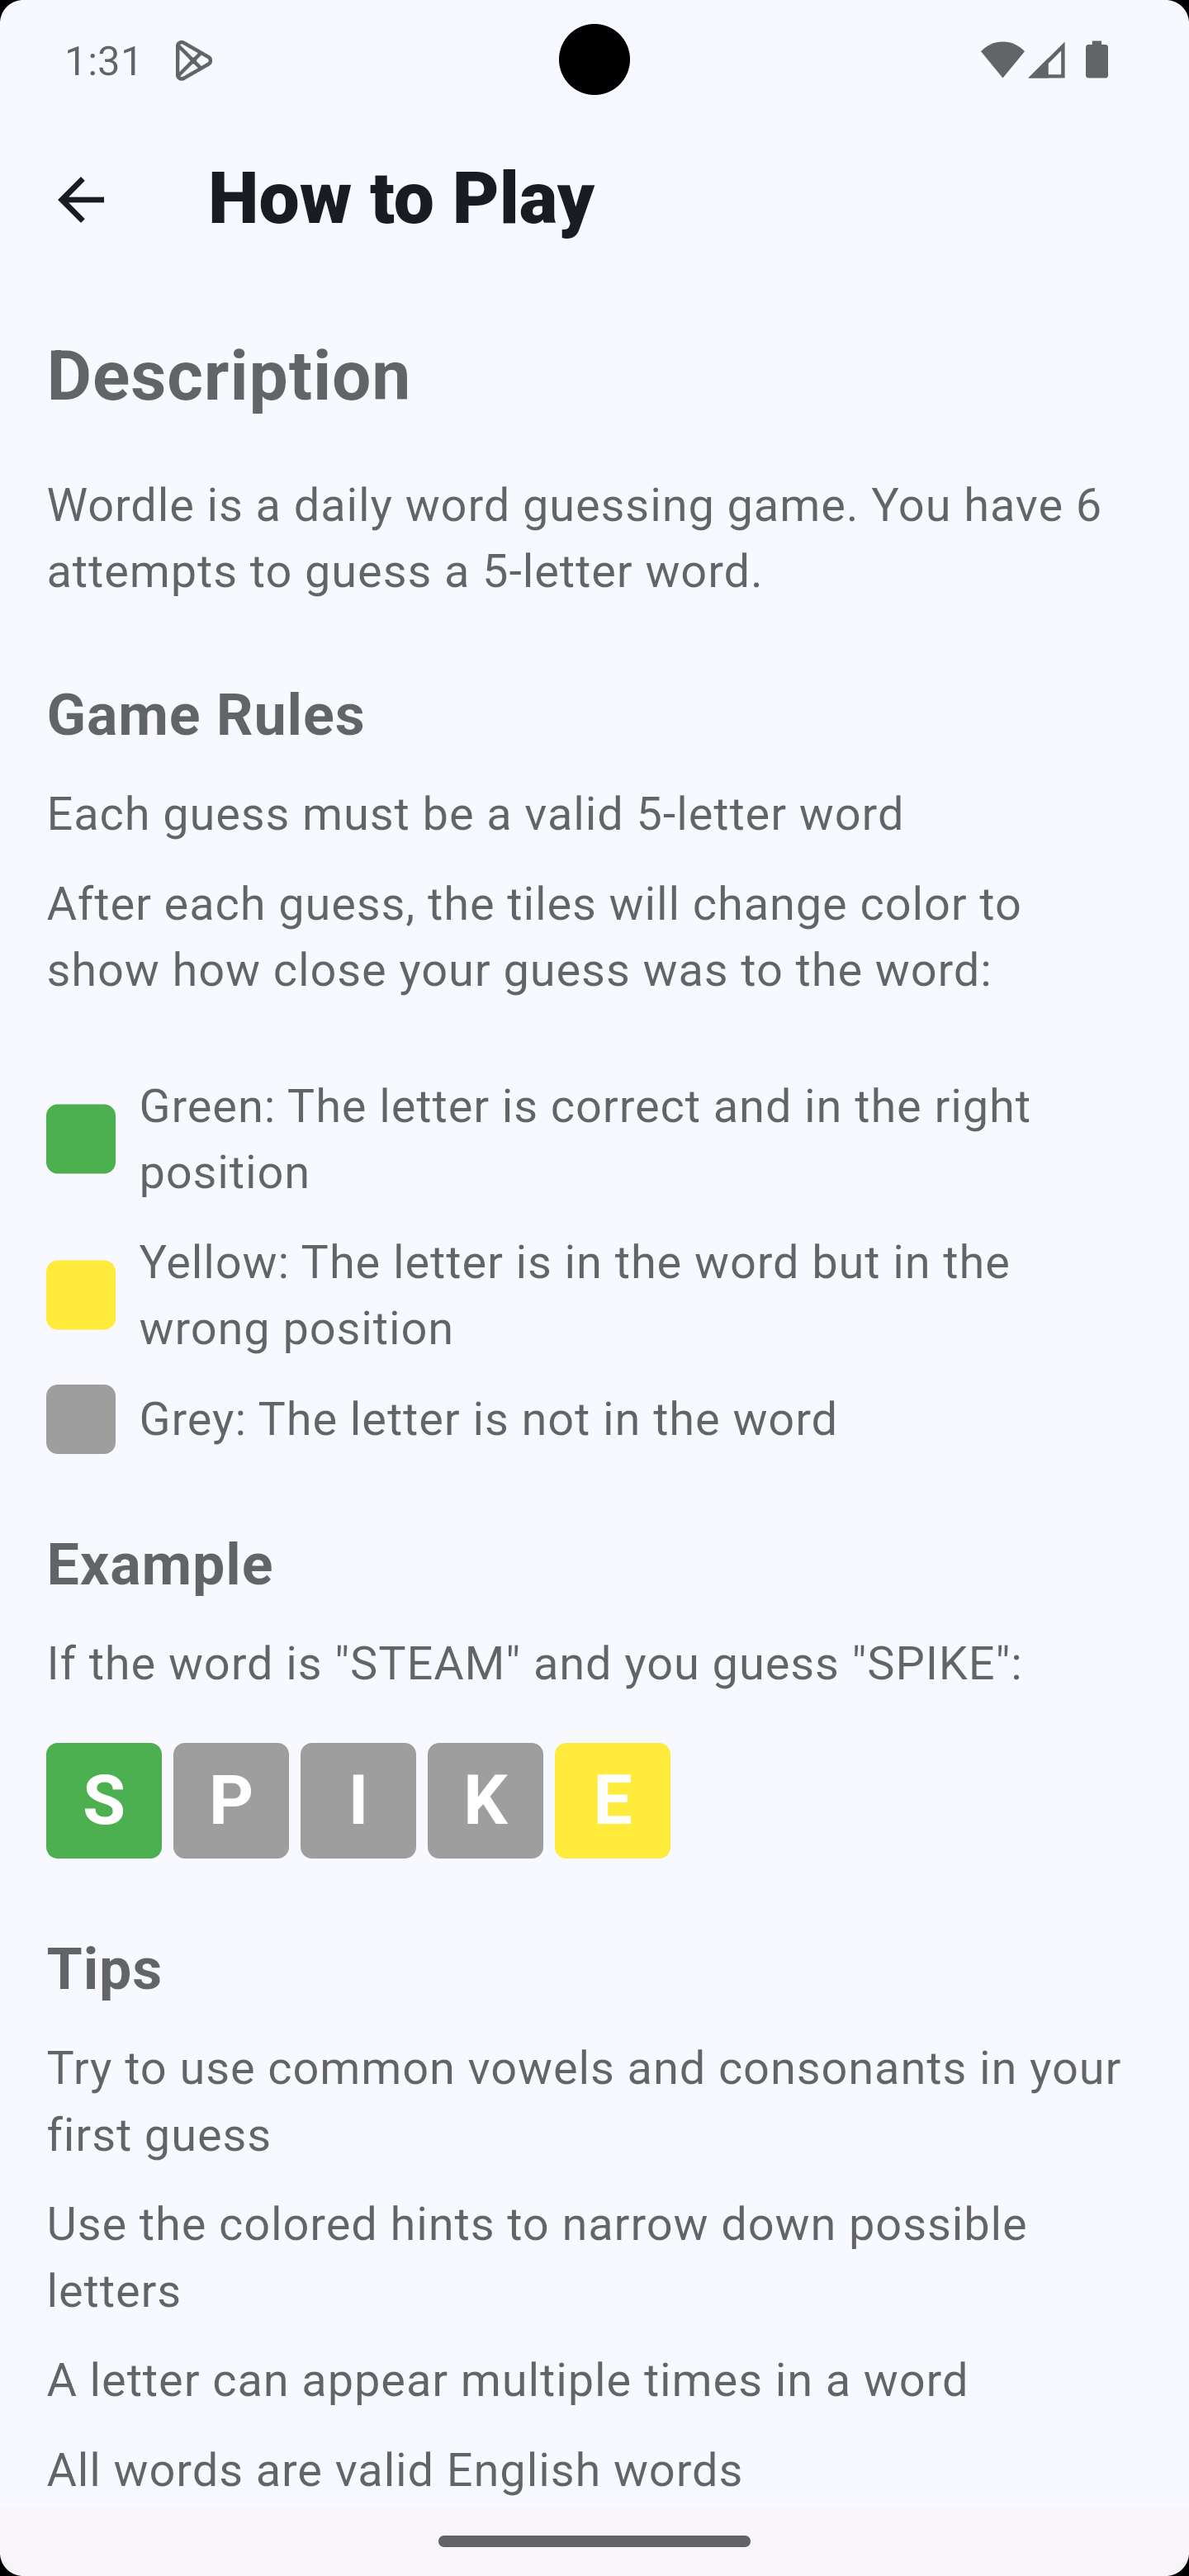 1:31
How to Play
Description
Wordle is a daily word guessing game. You have 6
attempts to guess a 5-letter word.
Game Rules
Each guess must be a valid 5-letter word
After each guess, the tiles will change color to
show how close your guess was to the word:
Green: The letter is correct and in the right
position
Yellow: The letter is in the word but in the
wrong position
Grey: The letter is not in the word
Example
If the word is "STEAM" and you guess "SPIKE":
S P I K E
Tips
Try to use common vowels and consonants in your
first guess
Use the colored hints to narrow down possible
letters
A letter can appear multiple times in a word
All words are valid English words